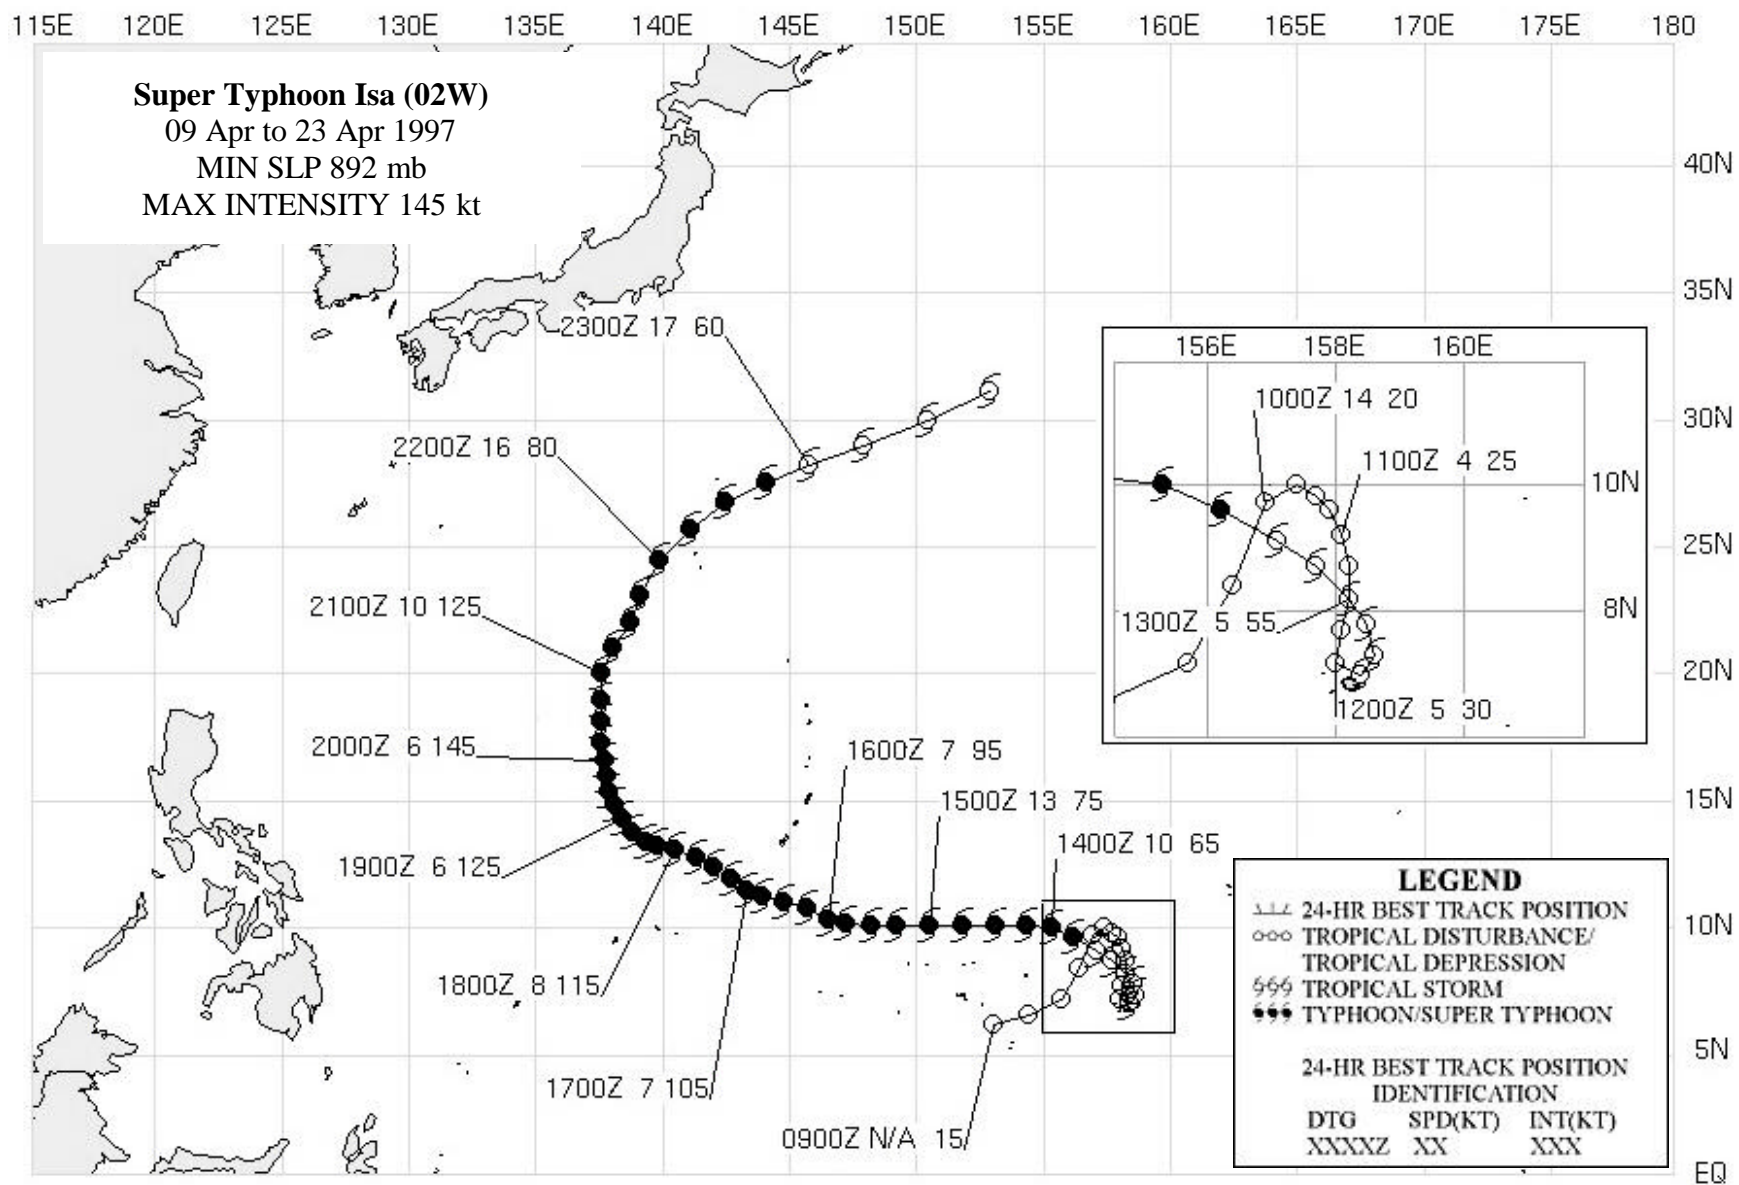 115E 120E 125E 130E 135E 140E 145E 150E 155E 160E 165E 170E 175E 180
Super Typhoon Isa (02W)
09 Apr to 23 Apr 1997
MIN SLP 892 mb
MAX INTENSITY 145 kt
40N
35N
30N
25N
20N
15N
10N
5N
EQ
2300Z 17 60
2200Z 16 80
2100Z 10 125
2000Z 6 145
1900Z 6 125
1800Z 8 115
1700Z 7 105
1600Z 7 95
1500Z 13 75
1400Z 10 65
0900Z N/A 15
156E 158E 160E
1000Z 14 20
1100Z 4 25
10N
8N
1300Z 5 55
1200Z 5 30
LEGEND
24-HR BEST TRACK POSITION
TROPICAL DISTURBANCE/
TROPICAL DEPRESSION
TROPICAL STORM
TYPHOON/SUPER TYPHOON
24-HR BEST TRACK POSITION
IDENTIFICATION
DTG SPD(KT) INT(KT)
XXXXZ XX XXX